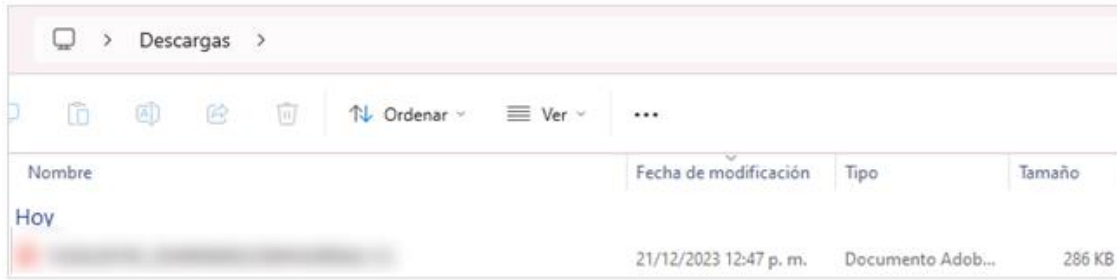 Descargas
Ordenar Ver
Nombre Fecha de modificación Tipo Tamaño
Hoy
21/12/2023 12:47 p. m. Documento Adob... 286 KB